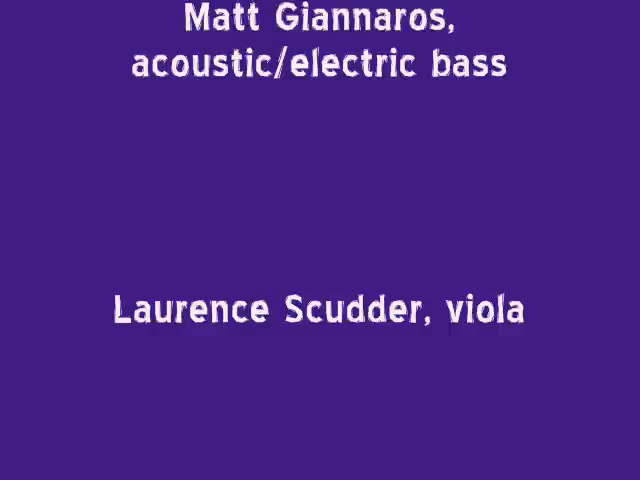 Matt Giannaros,
acoustic/electric bass
Laurence Scudder, viola